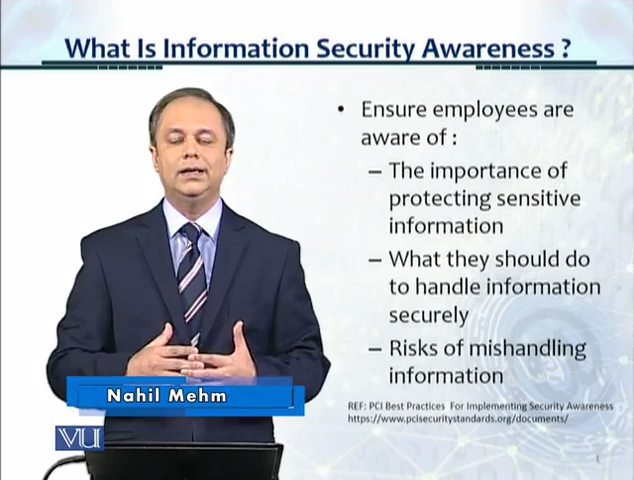 What Is Information Security Awareness ?
• Ensure employees are
aware of :
– The importance of
protecting sensitive
information
– What they should do
to handle information
securely
– Risks of mishandling
information
REF: PCI Best Practices For Implementing Security Awareness
https://www.pcisecuritystandards.org/documents/
1
Nahil Mehm
VU